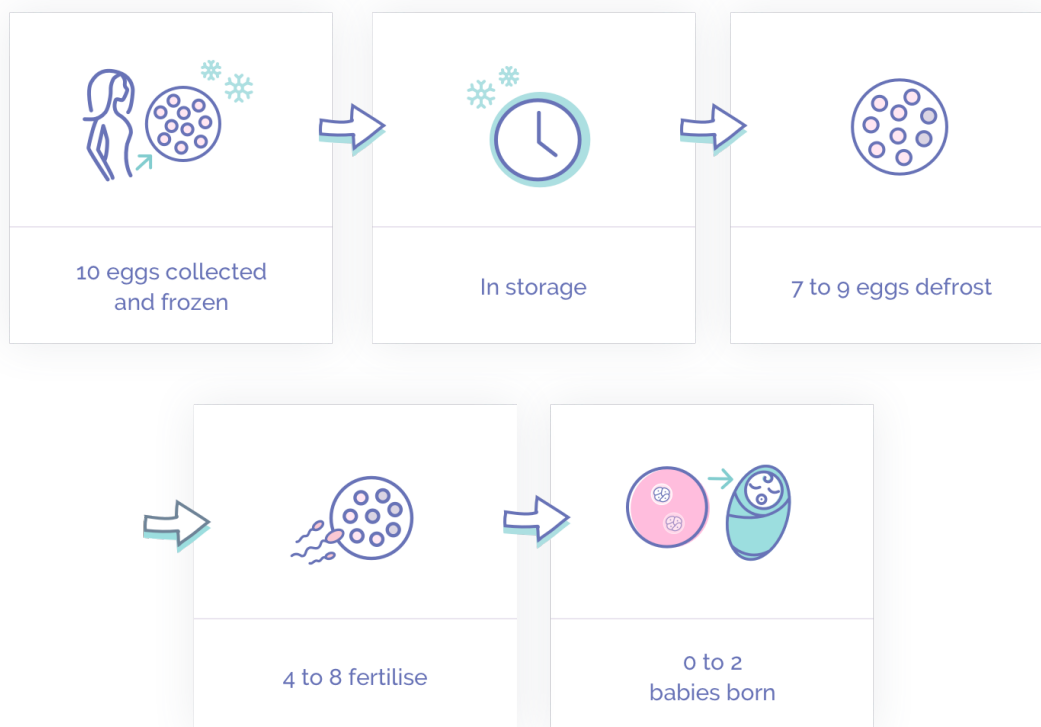 10 eggs collected
and frozen
In storage
7 to 9 eggs defrost
4 to 8 fertilise
0 to 2
babies born